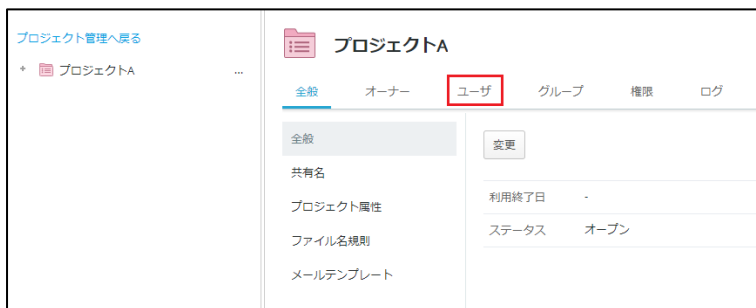 プロジェクト管理へ戻る
プロジェクトA ...
プロジェクトA
全般 オーナー ユーザ グループ 権限 ログ
全般
共有名
プロジェクト属性
ファイル名規則
メールテンプレート
変更
利用終了日 -
ステータス オープン